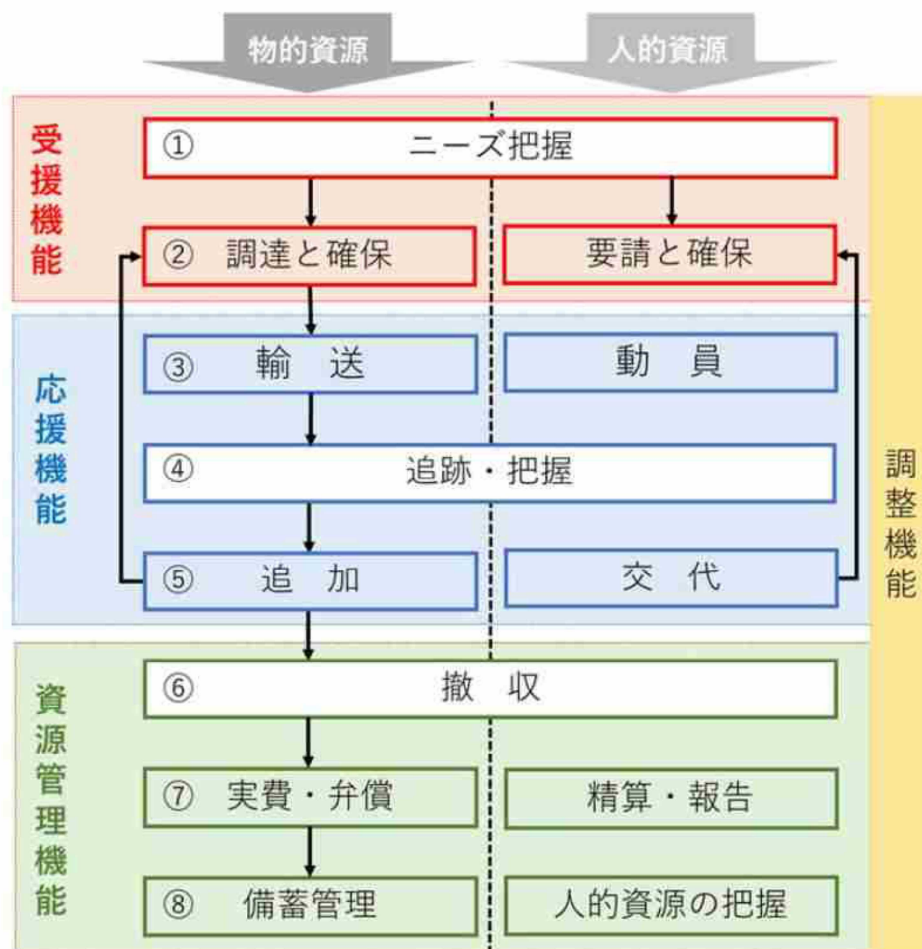 物的資源
人的資源
受援機能
① ニーズ把握
② 調達と確保
要請と確保
応援機能
③ 輸 送
動 員
④ 追跡・把握
⑤ 追 加
交 代
資源管理機能
⑥ 撤 収
⑦ 実費・弁償
精算・報告
⑧ 備蓄管理
人的資源の把握
調整機能